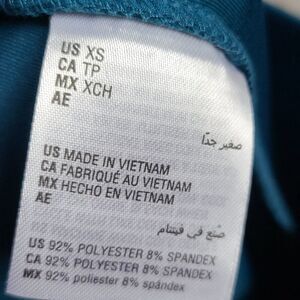 US XS
CA TP
MX XCH
AE
صغير جدّا
US MADE IN VIETNAM
CA FABRIQUÉ AU VIETNAM
MX HECHO EN VIETNAM
AE
صنع في فيتنام
US 92% POLYESTER 8% SPANDEX
CA 92% POLYESTER 8% SPANDEX
MX 92% poliester 8% spándex